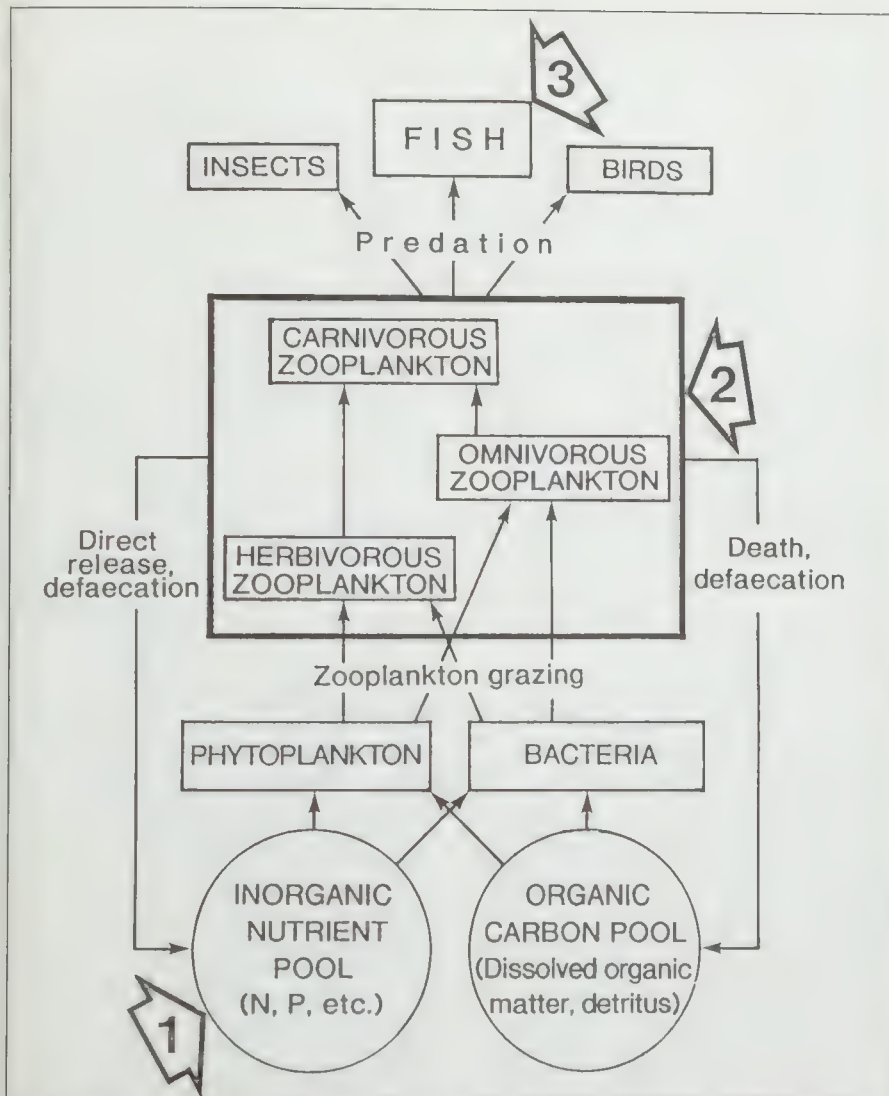 3
FISH
INSECTS
BIRDS
Predation
CARNIVOROUS
ZOOPLANKTON
2
OMNIVOROUS
ZOOPLANKTON
Direct
release,
defaecation
HERBIVOROUS
ZOOPLANKTON
Death,
defaecation
Zooplankton grazing
PHYTOPLANKTON
BACTERIA
INORGANIC
NUTRIENT
POOL
(N, P, etc.)
ORGANIC
CARBON POOL
(Dissolved organic
matter, detritus)
1